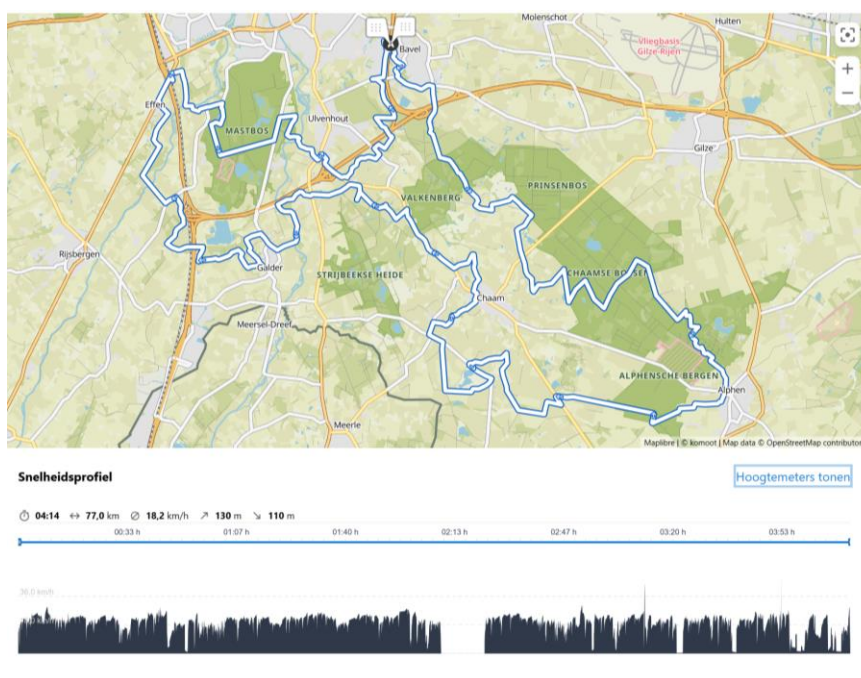 Molenschot
Hulten
Bavel
Vliegbasis
Gilze-Rijen
Effen
Ulvenhout
MASTBOS
Gilze
PRINSENBOS
VALKENBERG
Rijsbergen
Galder
STRIJBEEKSE HEIDE
CHAAMSE
Chaam
Meersel-Dreef
ALPHENSCHE BERGEN
Alphen
Meerle
Maplibre | © komoot | Map data © OpenStreetMap contributor
Snelheidsprofiel
Hoogtemeters tonen
04:14 77,0 km 18,2 km/h 130 m 110 m
00:33 h 01:07 h 01:40 h 02:13 h 02:47 h 03:20 h 03:53 h
36,0 km/h